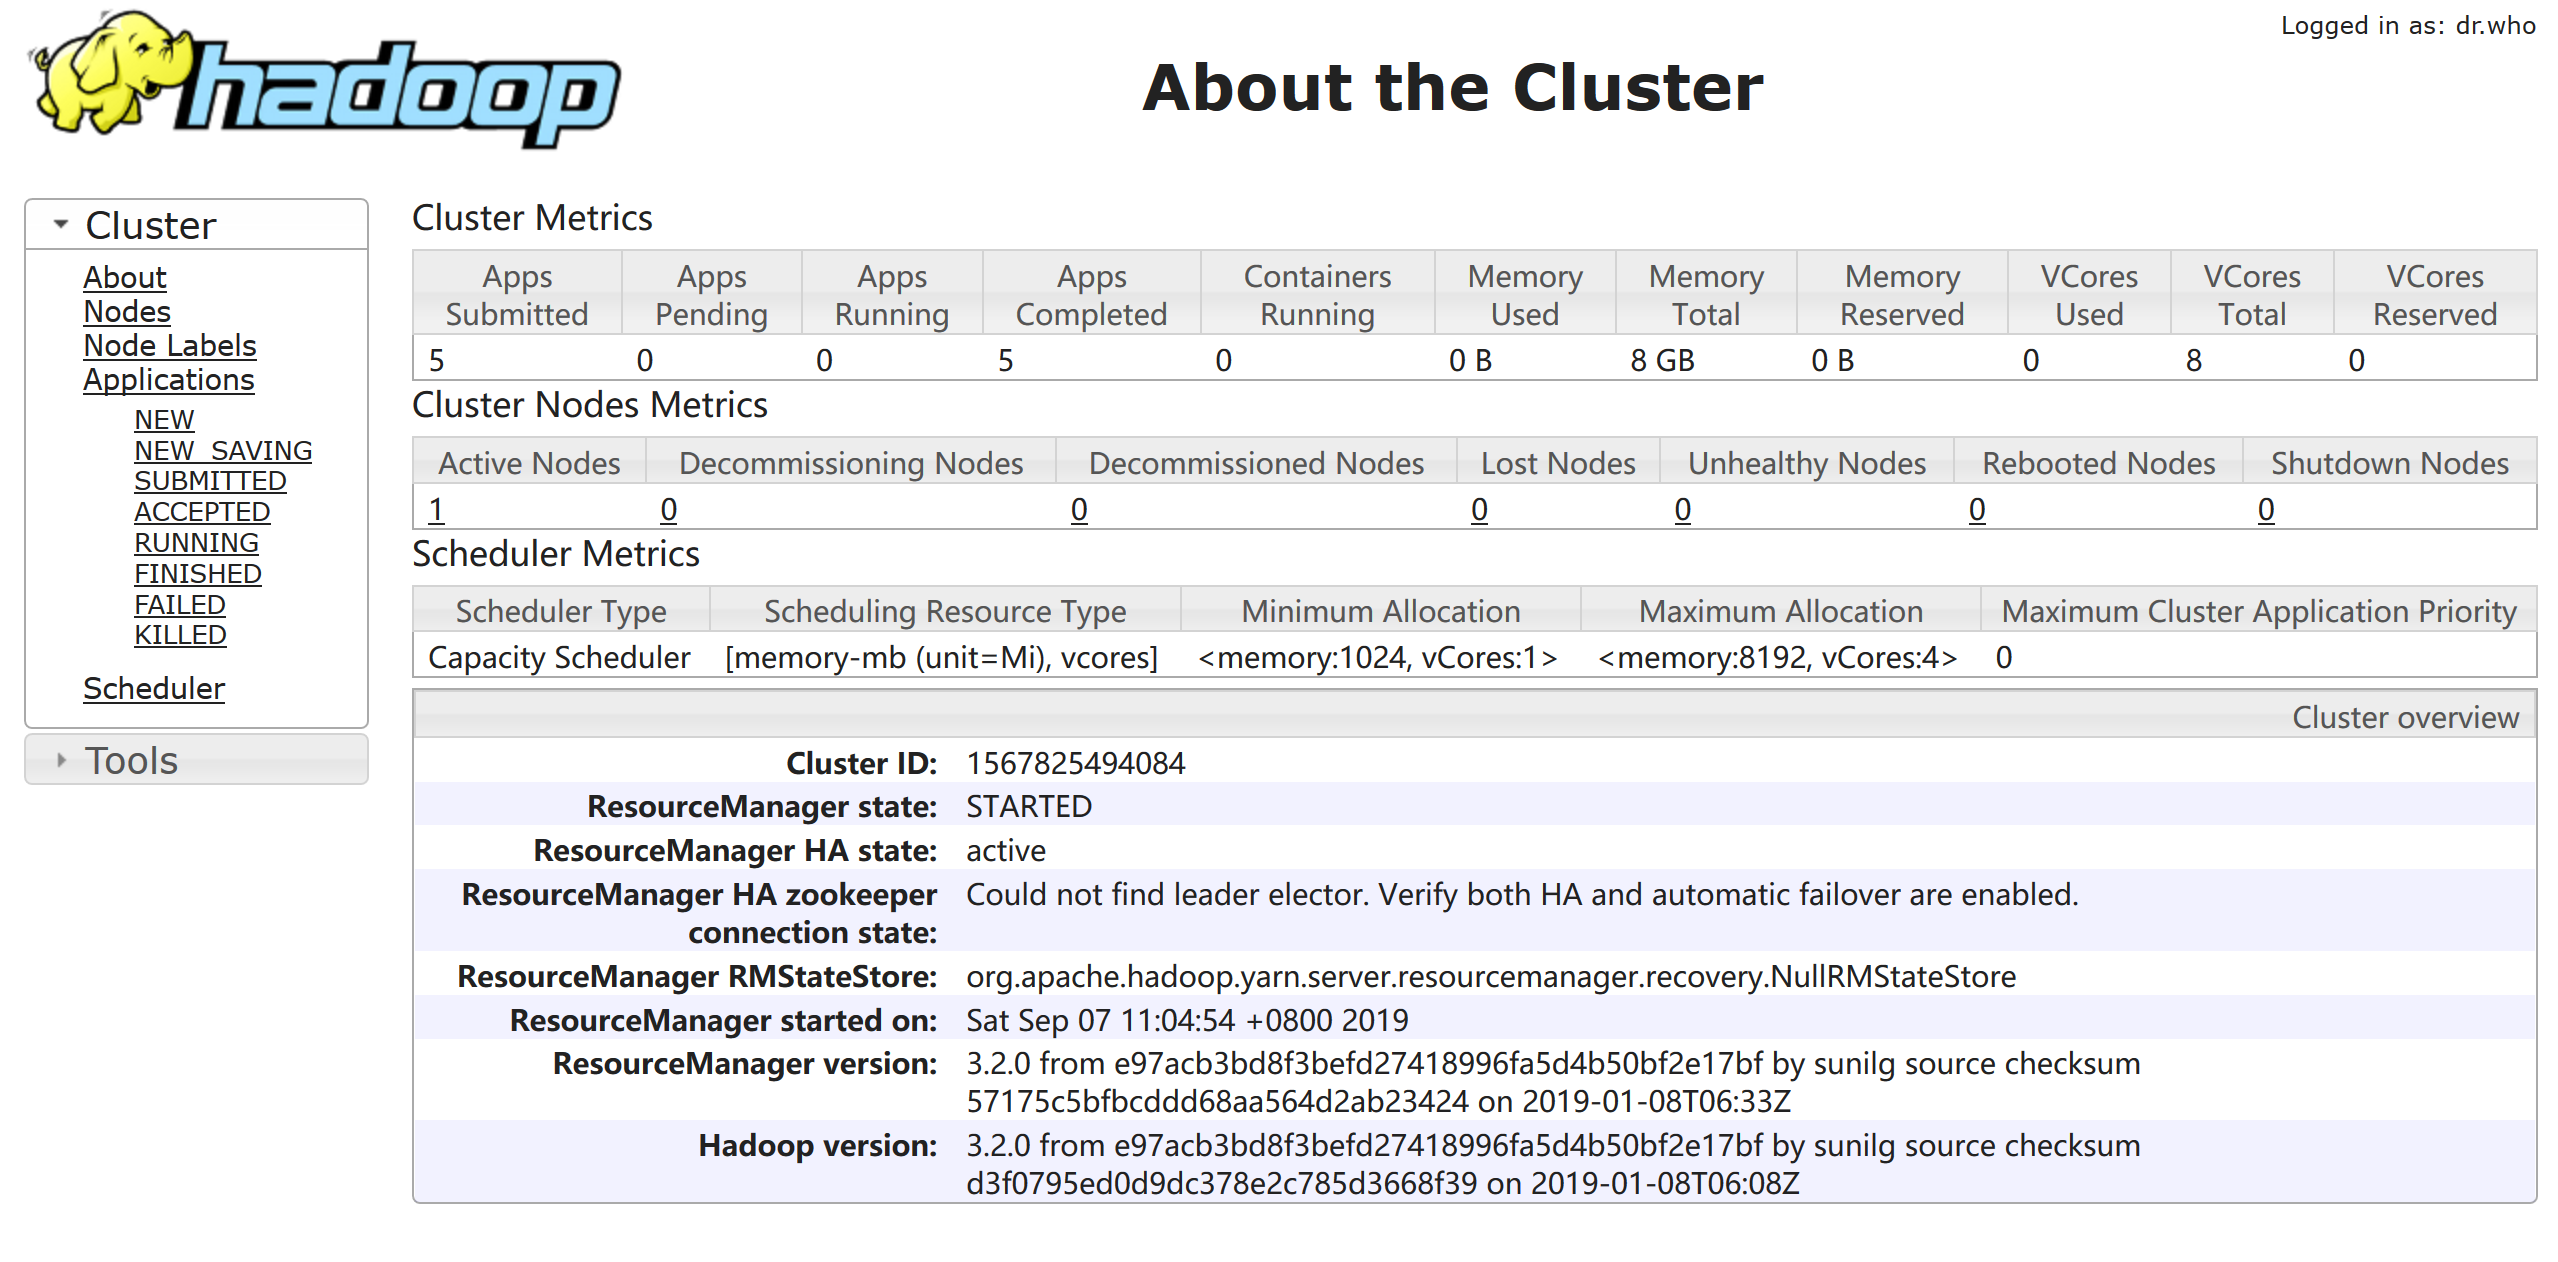 Logged in as: dr.who
hadoop
About the Cluster
Cluster
About
Nodes
Node Labels
Applications
NEW
NEW_SAVING
SUBMITTED
ACCEPTED
RUNNING
FINISHED
FAILED
KILLED
Scheduler
Tools
Cluster Metrics
Apps Submitted Apps Pending Apps Running Apps Completed Containers Running Memory Used Memory Total Memory Reserved VCores Used VCores Total VCores Reserved
5 0 0 5 0 0 B 8 GB 0 B 0 8 0
Cluster Nodes Metrics
Active Nodes Decommissioning Nodes Decommissioned Nodes Lost Nodes Unhealthy Nodes Rebooted Nodes Shutdown Nodes
1 0 0 0 0 0 0
Scheduler Metrics
Scheduler Type Scheduling Resource Type Minimum Allocation Maximum Allocation Maximum Cluster Application Priority
Capacity Scheduler [memory-mb (unit=Mi), vcores] <memory:1024, vCores:1> <memory:8192, vCores:4> 0
Cluster overview
Cluster ID: 1567825494084
ResourceManager state: STARTED
ResourceManager HA state: active
ResourceManager HA zookeeper connection state: Could not find leader elector. Verify both HA and automatic failover are enabled.
ResourceManager RMStateStore: org.apache.hadoop.yarn.server.resourcemanager.recovery.NullRMStateStore
ResourceManager started on: Sat Sep 07 11:04:54 +0800 2019
ResourceManager version: 3.2.0 from e97acb3bd8f3befd27418996fa5d4b50bf2e17bf by sunilg source checksum
57175c5bfbcddd68aa564d2ab23424 on 2019-01-08T06:33Z
Hadoop version: 3.2.0 from e97acb3bd8f3befd27418996fa5d4b50bf2e17bf by sunilg source checksum
d3f0795ed0d9dc378e2c785d3668f39 on 2019-01-08T06:08Z